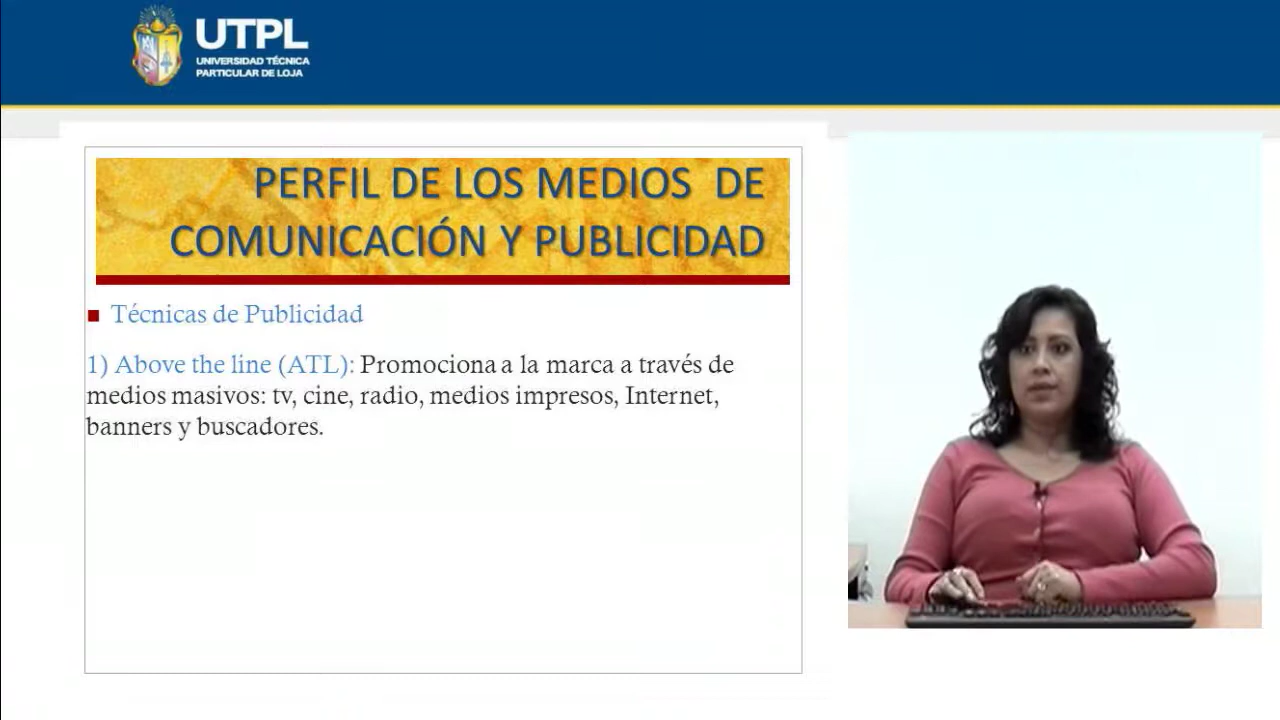 UTPL
UNIVERSIDAD TÉCNICA
PARTICULAR DE LOJA
PERFIL DE LOS MEDIOS DE
COMUNICACIÓN Y PUBLICIDAD
Técnicas de Publicidad
1) Above the line (ATL): Promociona a la marca a través de
medios masivos: tv, cine, radio, medios impresos, Internet,
banners y buscadores.